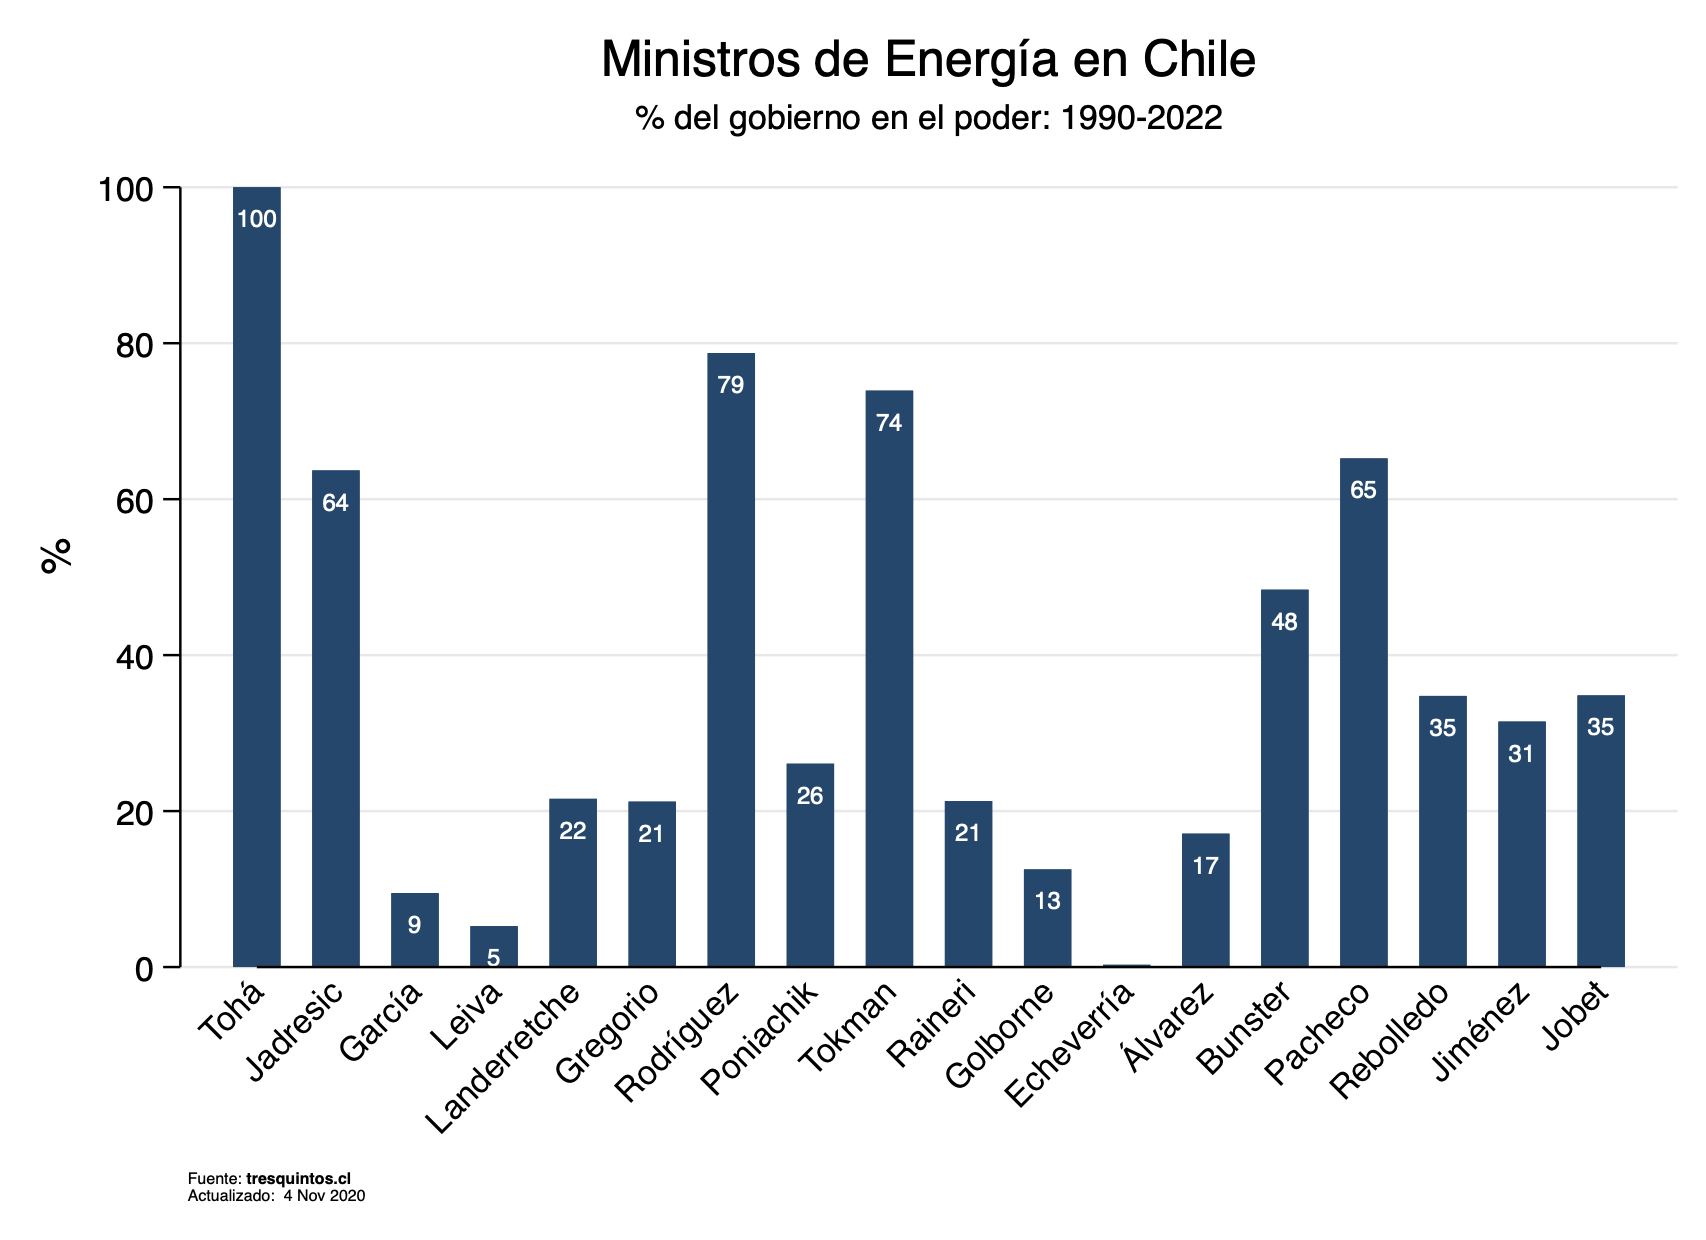 Ministros de Energía en Chile
% del gobierno en el poder: 1990-2022
%
100
80
60
40
20
0
100
64
9
5
22
21
79
26
74
21
13
17
48
65
35
31
35
Tohá
Jadresic
García
Leiva
Landerretche
Gregorio
Rodríguez
Poniachik
Tokman
Raineri
Golborne
Echeverría
Álvarez
Bunster
Pacheco
Rebolledo
Jiménez
Jobet
Fuente: tresquintos.cl
Actualizado:  4 Nov 2020